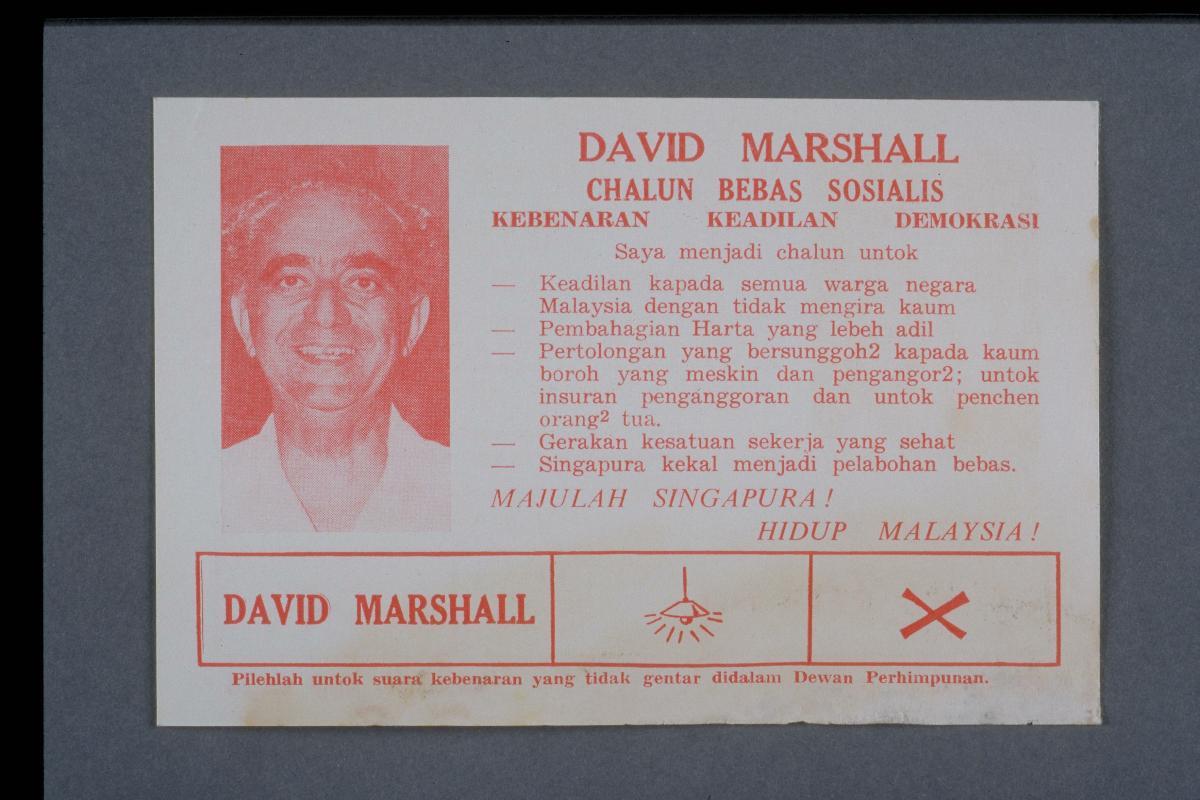 DAVID MARSHALL
CHALUN BEBAS SOSIALIS
KEBENARAN KEADILAN DEMOKRASI
Saya menjadi chalun untok
— Keadilan kapada semua warga negara
Malaysia dengan tidak mengira kaum
— Pembahagian Harta yang lebeh adil
— Pertolongan yang bersunggoh2 kapada kaum
boroh yang meskin dan pengangor2; untok
insuran penganggoran dan untok penchen
orang² tua.
— Gerakan kesatuan sekerja yang sehat
— Singapura kekal menjadi pelabohan bebas.
MAJULAH SINGAPURA!
HIDUP MALAYSIA!
DAVID MARSHALL
Pilehlah untok suara kebenaran yang tidak gentar didalam Dewan Perhimpunan.